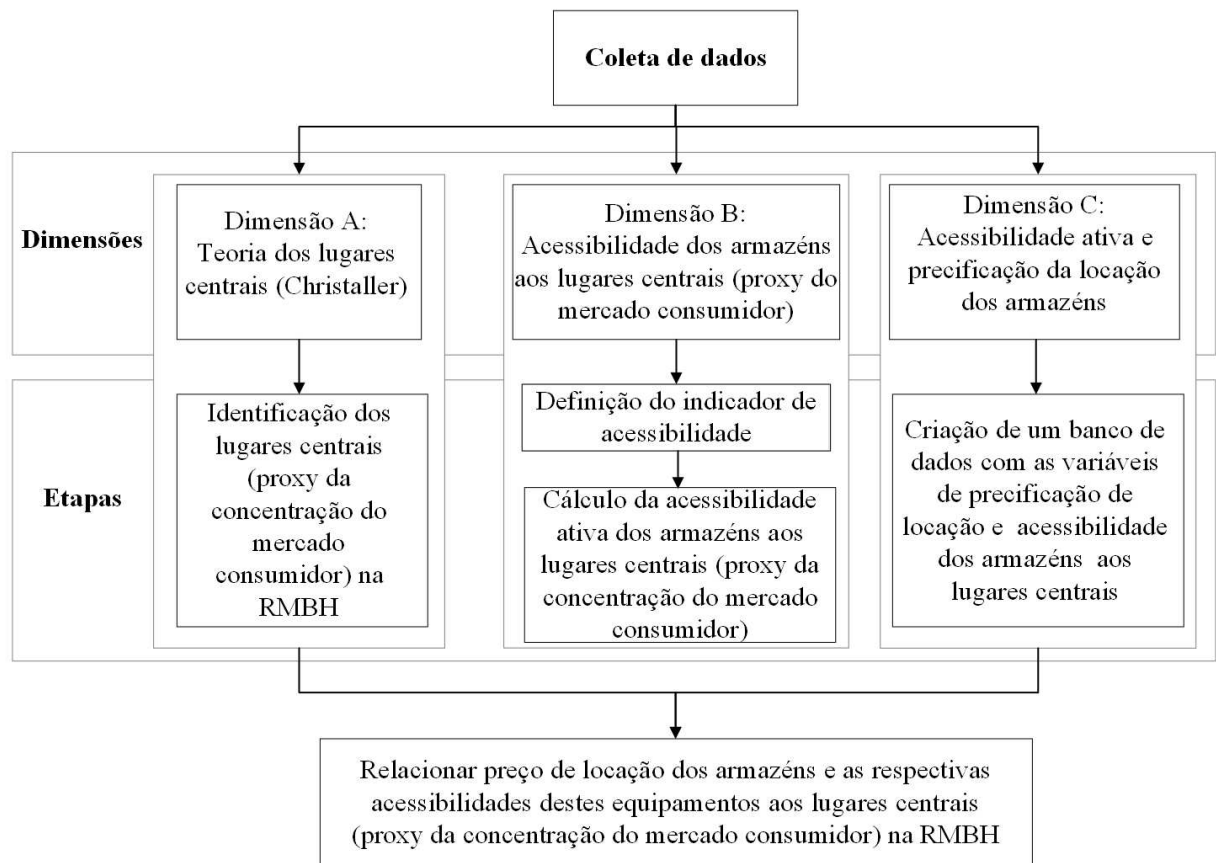 Coleta de dados
Dimensões
Dimensão A:
Teoria dos lugares
centrais (Christaller)
Dimensão B:
Acessibilidade dos armazéns
aos lugares centrais (proxy do
mercado consumidor)
Dimensão C:
Acessibilidade ativa e
precificação da locação
dos armazéns
Etapas
Identificação dos
lugares centrais
(proxy da
concentração do
mercado
consumidor) na
RMBH
Definição do indicador de
acessibilidade
Cálculo da acessibilidade
ativa dos armazéns aos
lugares centrais (proxy da
concentração do mercado
consumidor)
Criação de um banco de
dados com as variáveis
de precificação de
locação e acessibilidade
dos armazéns aos
lugares centrais
Relacionar preço de locação dos armazéns e as respectivas
acessibilidades destes equipamentos aos lugares centrais
(proxy da concentração do mercado consumidor) na RMBH